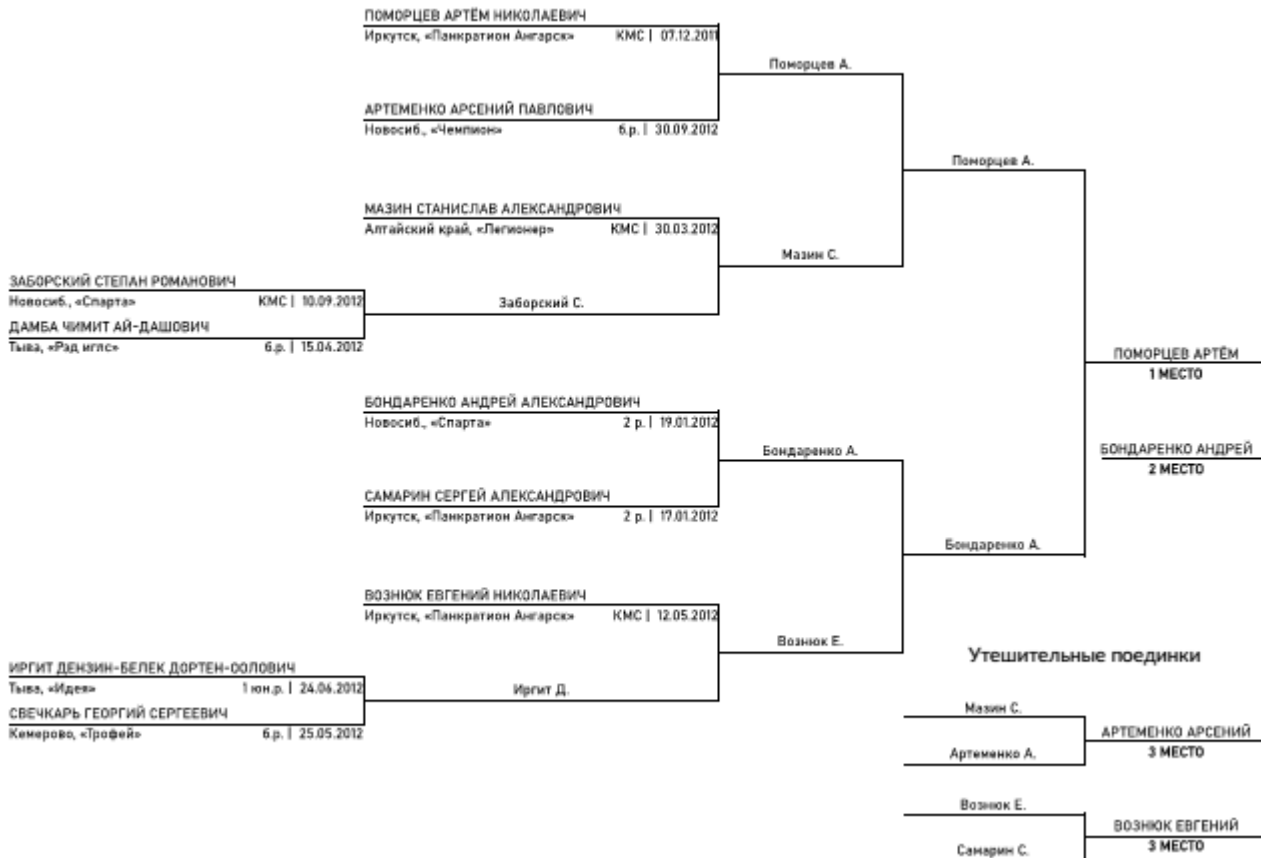 ПОМОРЦЕВ АРТЁМ НИКОЛАЕВИЧ
Иркутск, «Панкратион Ангарск» КМС | 07.12.2011
Поморцев А.
АРТЕМЕНКО АРСЕНИЙ ПАВЛОВИЧ
Новосиб., «Чемпион» б.р. | 30.09.2012
Поморцев А.
МАЗИН СТАНИСЛАВ АЛЕКСАНДРОВИЧ
Алтайский край, «Легионер» КМС | 30.03.2012
Мазин С.
ЗАБОРСКИЙ СТЕПАН РОМАНОВИЧ
Новосиб., «Спарта» КМС | 10.09.2012
Заборский С.
ДАМБА ЧИМИТ АЙ-ДАШОВИЧ
Тыва, «Рэд иглс» б.р. | 15.04.2012
ПОМОРЦЕВ АРТЁМ
1 МЕСТО
БОНДАРЕНКО АНДРЕЙ АЛЕКСАНДРОВИЧ
Новосиб., «Спарта» 2 р. | 19.01.2012
Бондаренко А.
БОНДАРЕНКО АНДРЕЙ
2 МЕСТО
САМАРИН СЕРГЕЙ АЛЕКСАНДРОВИЧ
Иркутск, «Панкратион Ангарск» 2 р. | 17.01.2012
Бондаренко А.
ВОЗНЮК ЕВГЕНИЙ НИКОЛАЕВИЧ
Иркутск, «Панкратион Ангарск» КМС | 12.05.2012
Вознюк Е.
ИРГИТ ДЕНЗИН-БЕЛЕК ДОРТЕН-ООЛОВИЧ
Тыва, «Идея» 1 юн.р. | 24.06.2012
Иргит Д.
СВЕЧКАРЬ ГЕОРГИЙ СЕРГЕЕВИЧ
Кемерово, «Трофей» б.р. | 25.05.2012
Утешительные поединки
Мазин С.
АРТЕМЕНКО АРСЕНИЙ
3 МЕСТО
Артеменко А.
Вознюк Е.
ВОЗНЮК ЕВГЕНИЙ
3 МЕСТО
Самарин С.